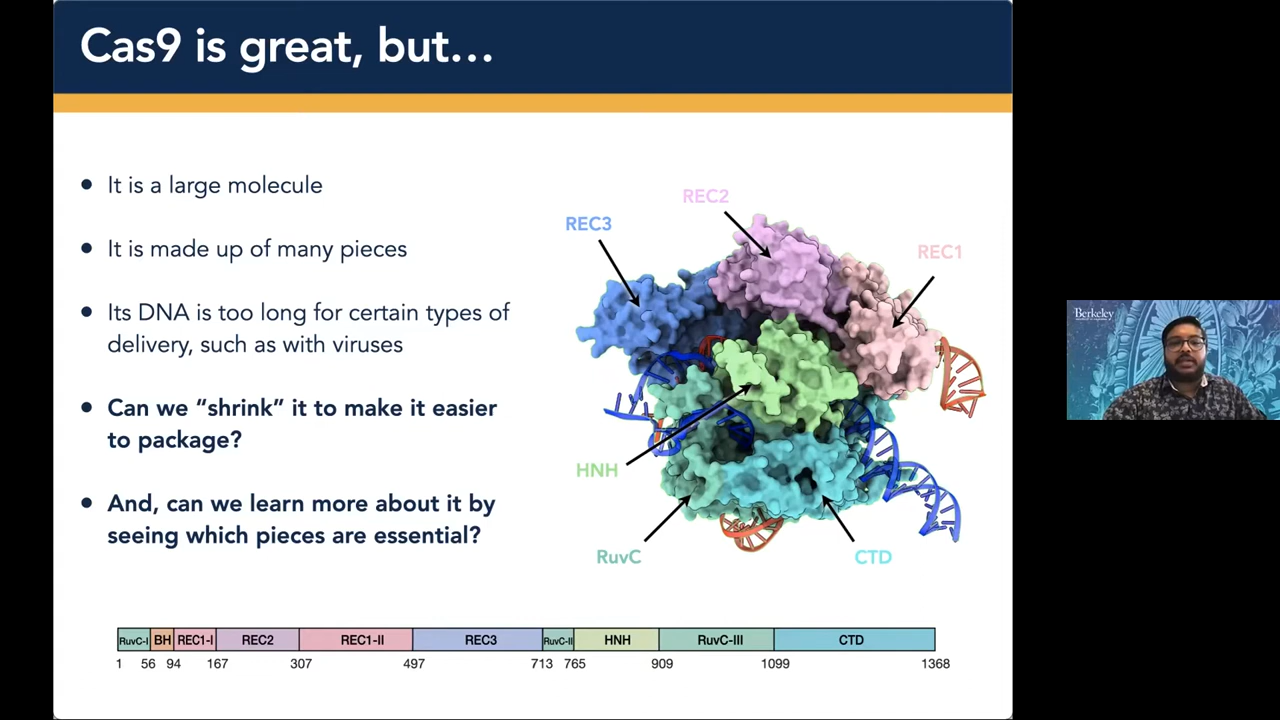 Cas9 is great, but…
• It is a large molecule
• It is made up of many pieces
• Its DNA is too long for certain types of
delivery, such as with viruses
• Can we “shrink” it to make it easier
to package?
• And, can we learn more about it by
seeing which pieces are essential?
REC2
REC3
REC1
HNH
RuvC
CTD
RuvC-I BH REC1-I REC2 REC1-II REC3 RuvC-II HNH RuvC-III CTD
1 56 94 167 307 497 713 765 909 1099 1368
Berkeley